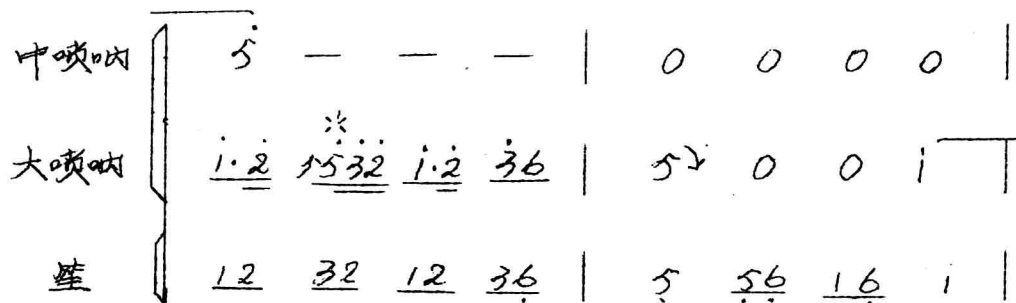 中唢呐 5 — — — | 0 0 0 0 |
大唢呐 1·2 5532 1·2 36 | 5 0 0 1 |
笙 12 32 12 36 | 5 56 16 1 |